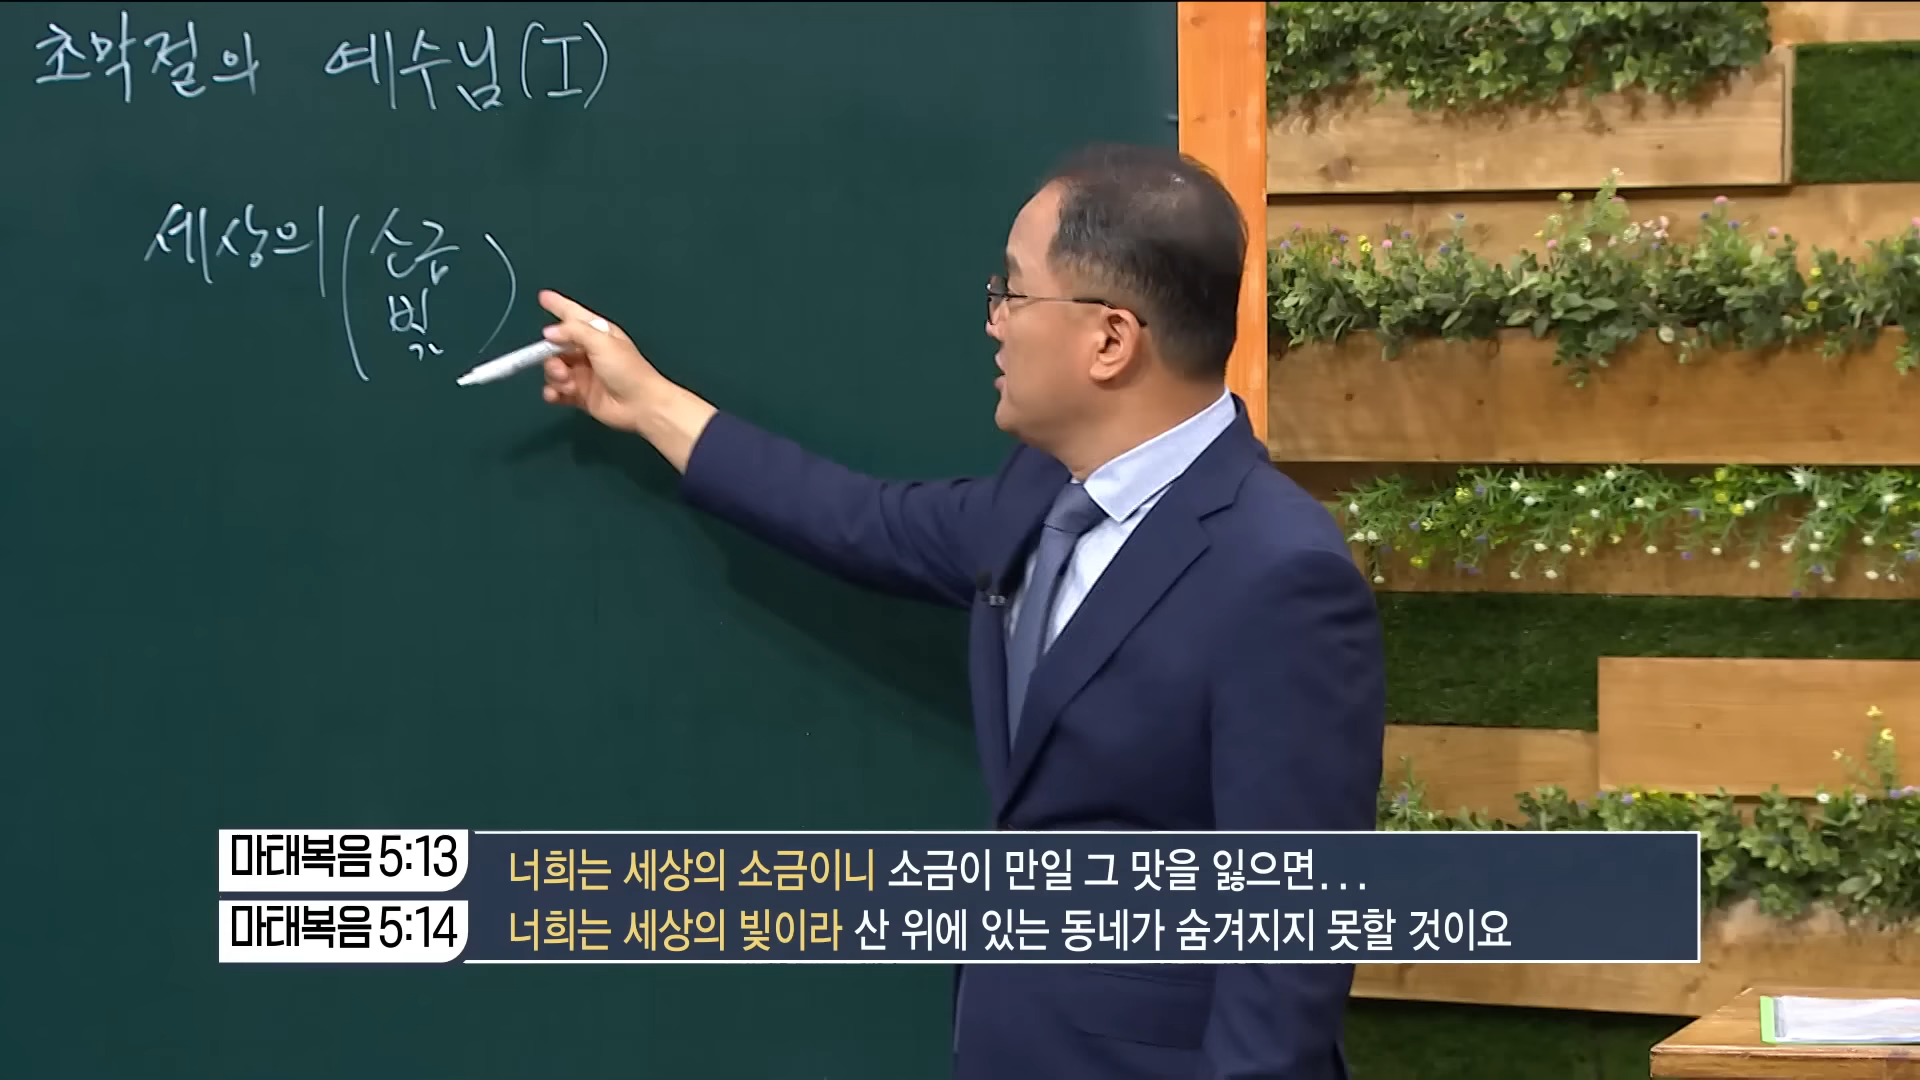 초막절의 예수님(I)
세상의 (소금
빛)
마태복음 5:13 너희는 세상의 소금이니 소금이 만일 그 맛을 잃으면...
마태복음 5:14 너희는 세상의 빛이라 산 위에 있는 동네가 숨겨지지 못할 것이요